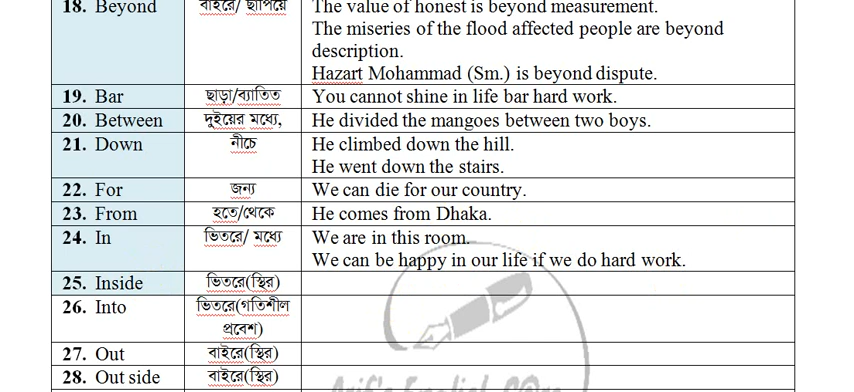 18. Beyond বাইরে/ ছাপিয়ে The value of honest is beyond measurement.
The miseries of the flood affected people are beyond
description.
Hazart Mohammad (Sm.) is beyond dispute.
19. Bar ছাড়া/ব্যাতিত You cannot shine in life bar hard work.
20. Between দুইয়ের মধ্যে, He divided the mangoes between two boys.
21. Down নীচে He climbed down the hill.
He went down the stairs.
22. For জন্য We can die for our country.
23. From হতে/থেকে He comes from Dhaka.
24. In ভিতরে/ মধ্যে We are in this room.
We can be happy in our life if we do hard work.
25. Inside ভিতরে(স্থির)
26. Into ভিতরে(গতিশীল
প্রবেশ)
27. Out বাইরে(স্থির)
28. Out side বাইরে(স্থির)
Arif's English